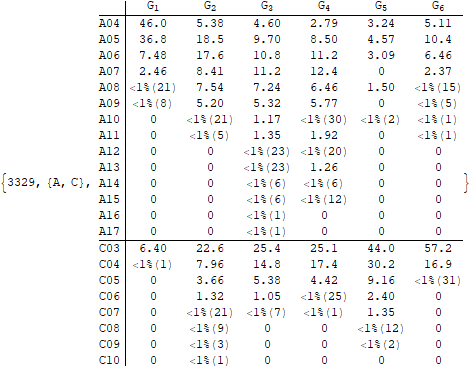 G1 G2 G3 G4 G5 G6
A04 46.0 5.38 4.60 2.79 3.24 5.11
A05 36.8 18.5 9.70 8.50 4.57 10.4
A06 7.48 17.6 10.8 11.2 3.09 6.46
A07 2.46 8.41 11.2 12.4 0 2.37
A08 <1%(21) 7.54 7.24 6.46 1.50 <1%(15)
A09 <1%(8) 5.20 5.32 5.77 0 <1%(5)
A10 0 <1%(21) 1.17 <1%(30) <1%(2) <1%(1)
A11 0 <1%(5) 1.35 1.92 0 <1%(1)
A12 0 0 <1%(23) <1%(20) 0 0
A13 0 0 <1%(23) 1.26 0 0
{3329, {A, C}, A14 0 0 <1%(6) <1%(6) 0 0 }
A15 0 0 <1%(6) <1%(12) 0 0
A16 0 0 <1%(1) 0 0 0
A17 0 0 <1%(1) 0 0 0
C03 6.40 22.6 25.4 25.1 44.0 57.2
C04 <1%(1) 7.96 14.8 17.4 30.2 16.9
C05 0 3.66 5.38 4.42 9.16 <1%(31)
C06 0 1.32 1.05 <1%(25) 2.40 0
C07 0 <1%(21) <1%(7) <1%(1) 1.35 0
C08 0 <1%(9) 0 0 <1%(12) 0
C09 0 <1%(3) 0 0 <1%(2) 0
C10 0 <1%(1) 0 0 0 0